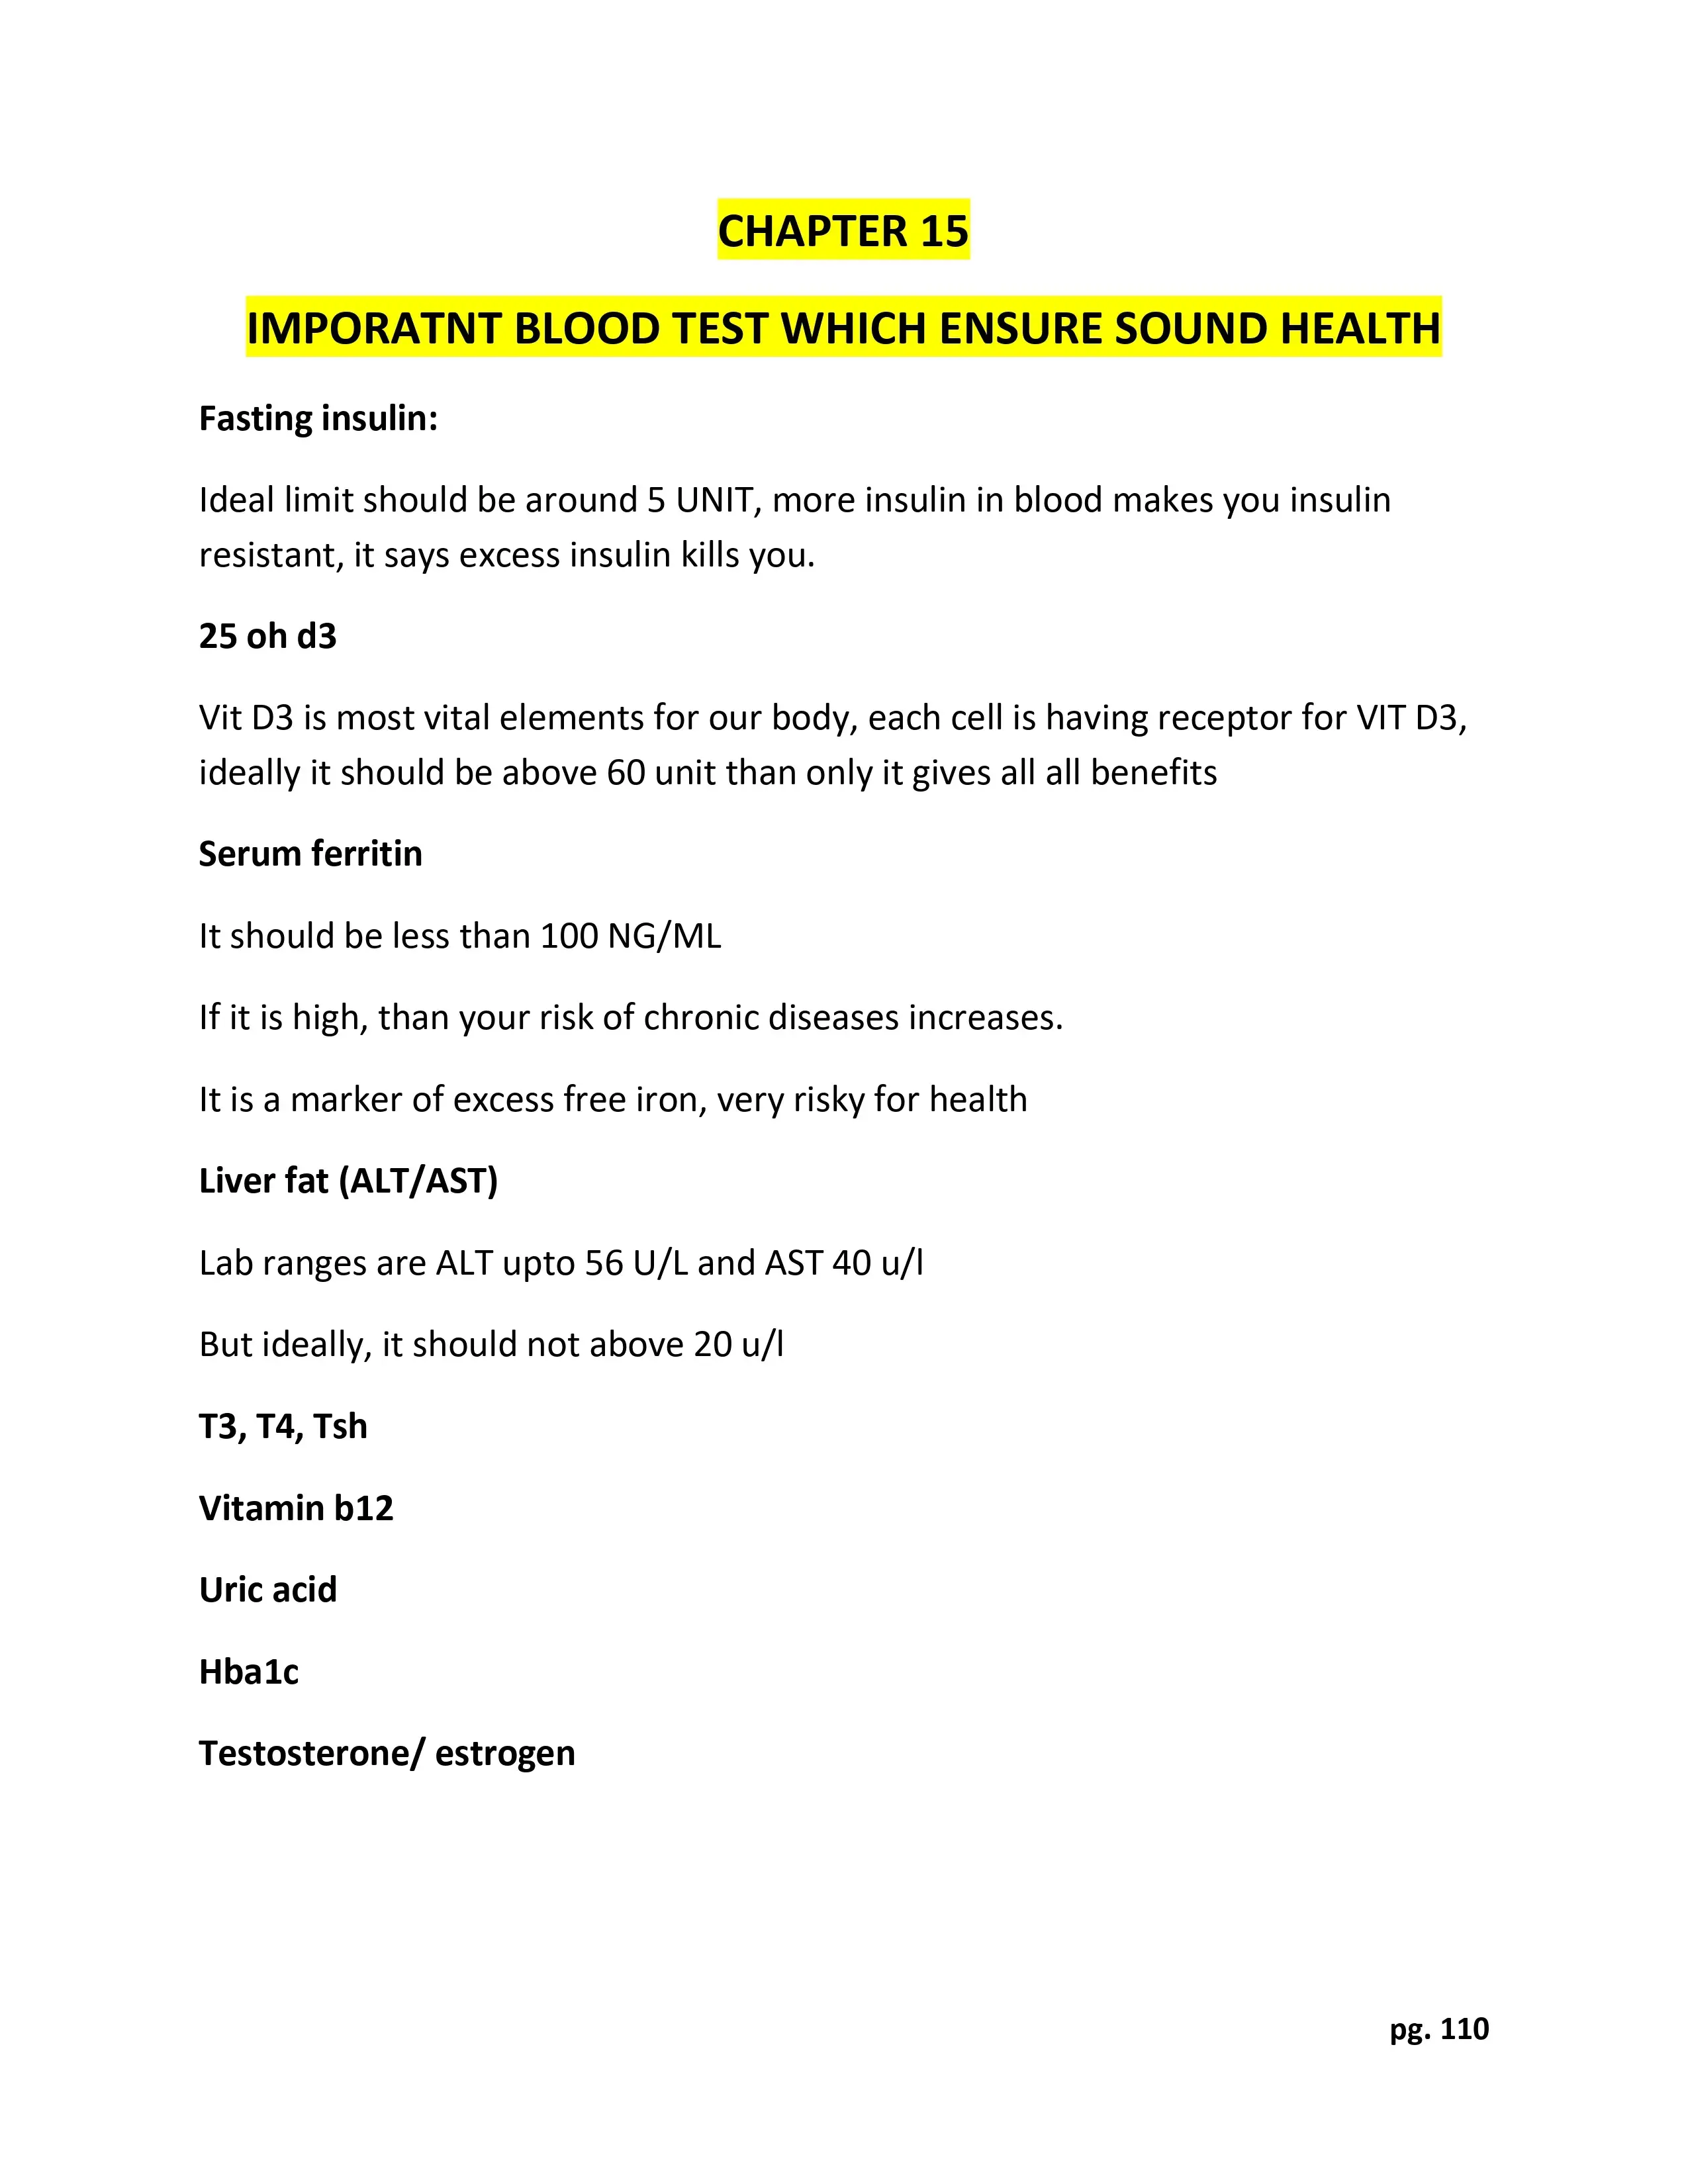 CHAPTER 15
IMPORATNT BLOOD TEST WHICH ENSURE SOUND HEALTH
Fasting insulin:
Ideal limit should be around 5 UNIT, more insulin in blood makes you insulin
resistant, it says excess insulin kills you.
25 oh d3
Vit D3 is most vital elements for our body, each cell is having receptor for VIT D3,
ideally it should be above 60 unit than only it gives all all benefits
Serum ferritin
It should be less than 100 NG/ML
If it is high, than your risk of chronic diseases increases.
It is a marker of excess free iron, very risky for health
Liver fat (ALT/AST)
Lab ranges are ALT upto 56 U/L and AST 40 u/l
But ideally, it should not above 20 u/l
T3, T4, Tsh
Vitamin b12
Uric acid
Hba1c
Testosterone/ estrogen
pg. 110